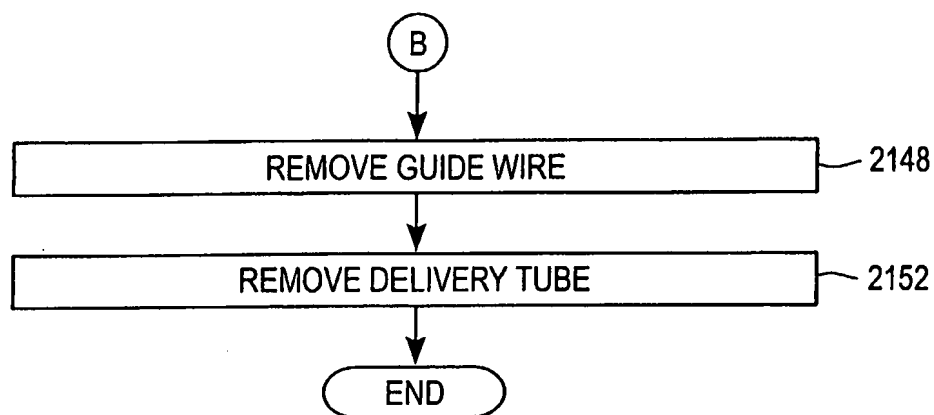 B
REMOVE GUIDE WIRE 2148
REMOVE DELIVERY TUBE 2152
END